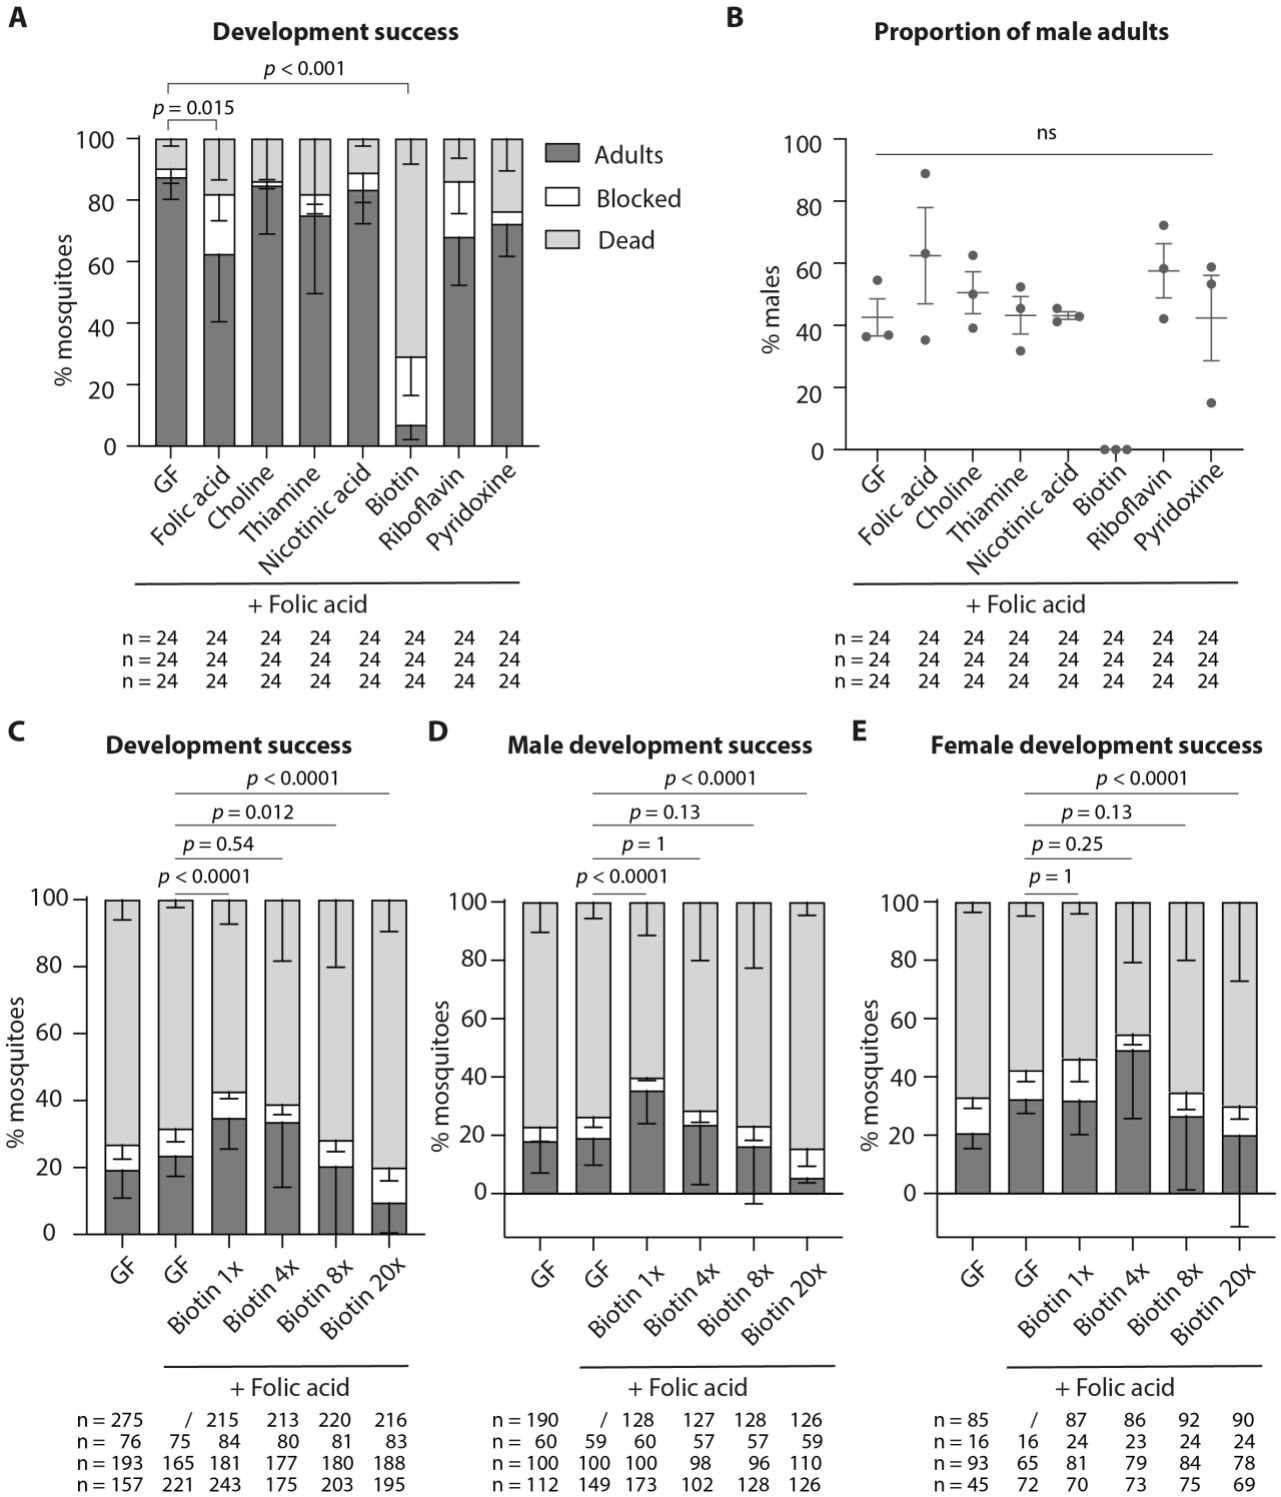 A
Development success
p < 0.001
p = 0.015
100
80
60
40
20
0
% mosquitoes
Adults
Blocked
Dead
GF
Folic acid
Choline
Thiamine
Nicotinic acid
Biotin
Riboflavin
Pyridoxine
+ Folic acid
n = 24 24 24 24 24 24 24 24
n = 24 24 24 24 24 24 24 24
n = 24 24 24 24 24 24 24 24
B
Proportion of male adults
ns
100
80
60
40
20
0
% males
GF
Folic acid
Choline
Thiamine
Nicotinic acid
Biotin
Riboflavin
Pyridoxine
+ Folic acid
n = 24 24 24 24 24 24 24 24
n = 24 24 24 24 24 24 24 24
n = 24 24 24 24 24 24 24 24
C
Development success
p < 0.0001
p = 0.012
p = 0.54
p < 0.0001
100
80
60
40
20
0
% mosquitoes
GF
GF
Biotin 1x
Biotin 4x
Biotin 8x
Biotin 20x
+ Folic acid
n = 275 / 215 213 220 216
n = 76 75 84 80 81 83
n = 193 165 181 177 180 188
n = 157 221 243 175 203 195
D
Male development success
p < 0.0001
p = 0.13
p = 1
p < 0.0001
100
80
60
40
20
0
% mosquitoes
GF
GF
Biotin 1x
Biotin 4x
Biotin 8x
Biotin 20x
+ Folic acid
n = 190 / 128 127 128 126
n = 60 59 60 57 57 59
n = 100 100 100 98 96 110
n = 112 149 173 102 128 126
E
Female development success
p < 0.0001
p = 0.13
p = 0.25
p = 1
100
80
60
40
20
0
% mosquitoes
GF
GF
Biotin 1x
Biotin 4x
Biotin 8x
Biotin 20x
+ Folic acid
n = 85 / 87 86 92 90
n = 16 16 24 23 24 24
n = 93 65 81 79 84 78
n = 45 72 70 73 75 69